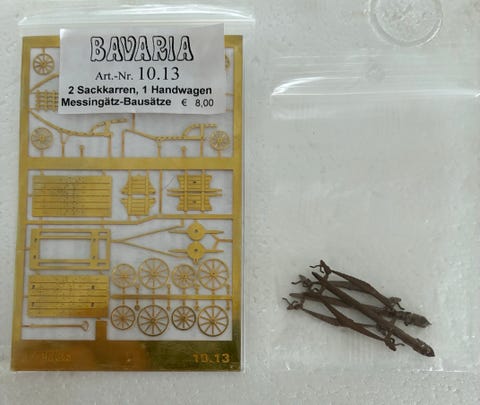 BAVARIA
Art.-Nr. 10.13
2 Sackkarren, 1 Handwagen
Messingätz-Bausätze € 8,00
10.13